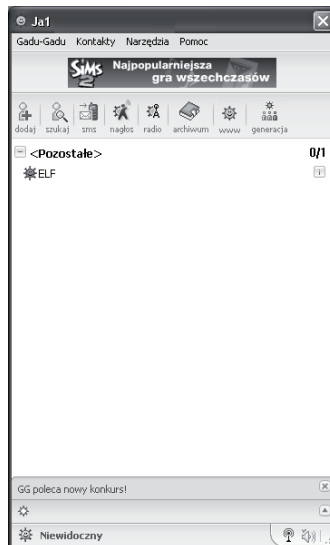 Ja1
Gadu-Gadu Kontakty Narzędzia Pomoc
The SIMS 2 Najpopularniejsza
gra wszechczasów
dodaj szukaj sms nagłos radio archiwum www generacja
<Pozostałe> 0/1
ELF
GG poleca nowy konkurs!
Niewidoczny